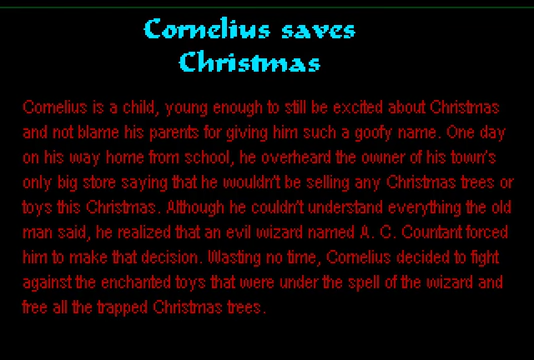 Cornelius saves
Christmas
Cornelius is a child, young enough to still be excited about Christmas
and not blame his parents for giving him such a goofy name. One day
on his way home from school, he overheard the owner of his town's
only big store saying that he wouldn't be selling any Christmas trees or
toys this Christmas. Although he couldn't understand everything the old
man said, he realized that an evil wizard named A. C. Countant forced
him to make that decision. Wasting no time, Cornelius decided to fight
against the enchanted toys that were under the spell of the wizard and
free all the trapped Christmas trees.